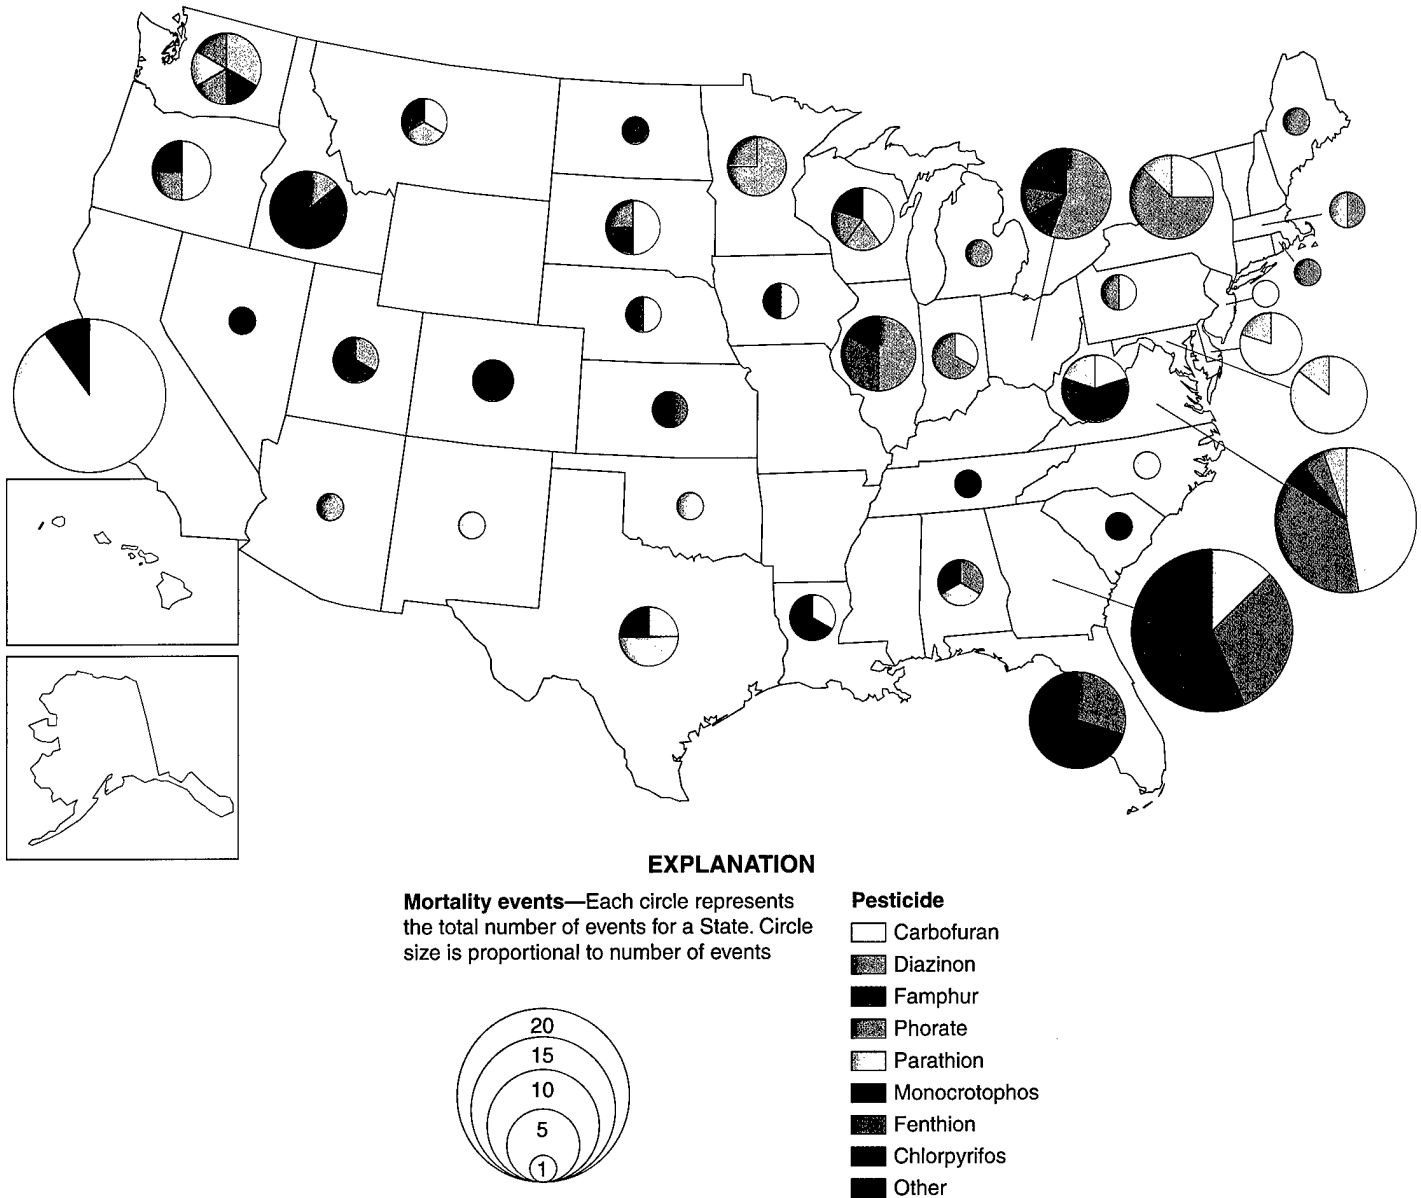 EXPLANATION
Mortality events—Each circle represents
the total number of events for a State. Circle
size is proportional to number of events
20
15
10
5
1
Pesticide
Carbofuran
Diazinon
Famphur
Phorate
Parathion
Monocrotophos
Fenthion
Chlorpyrifos
Other